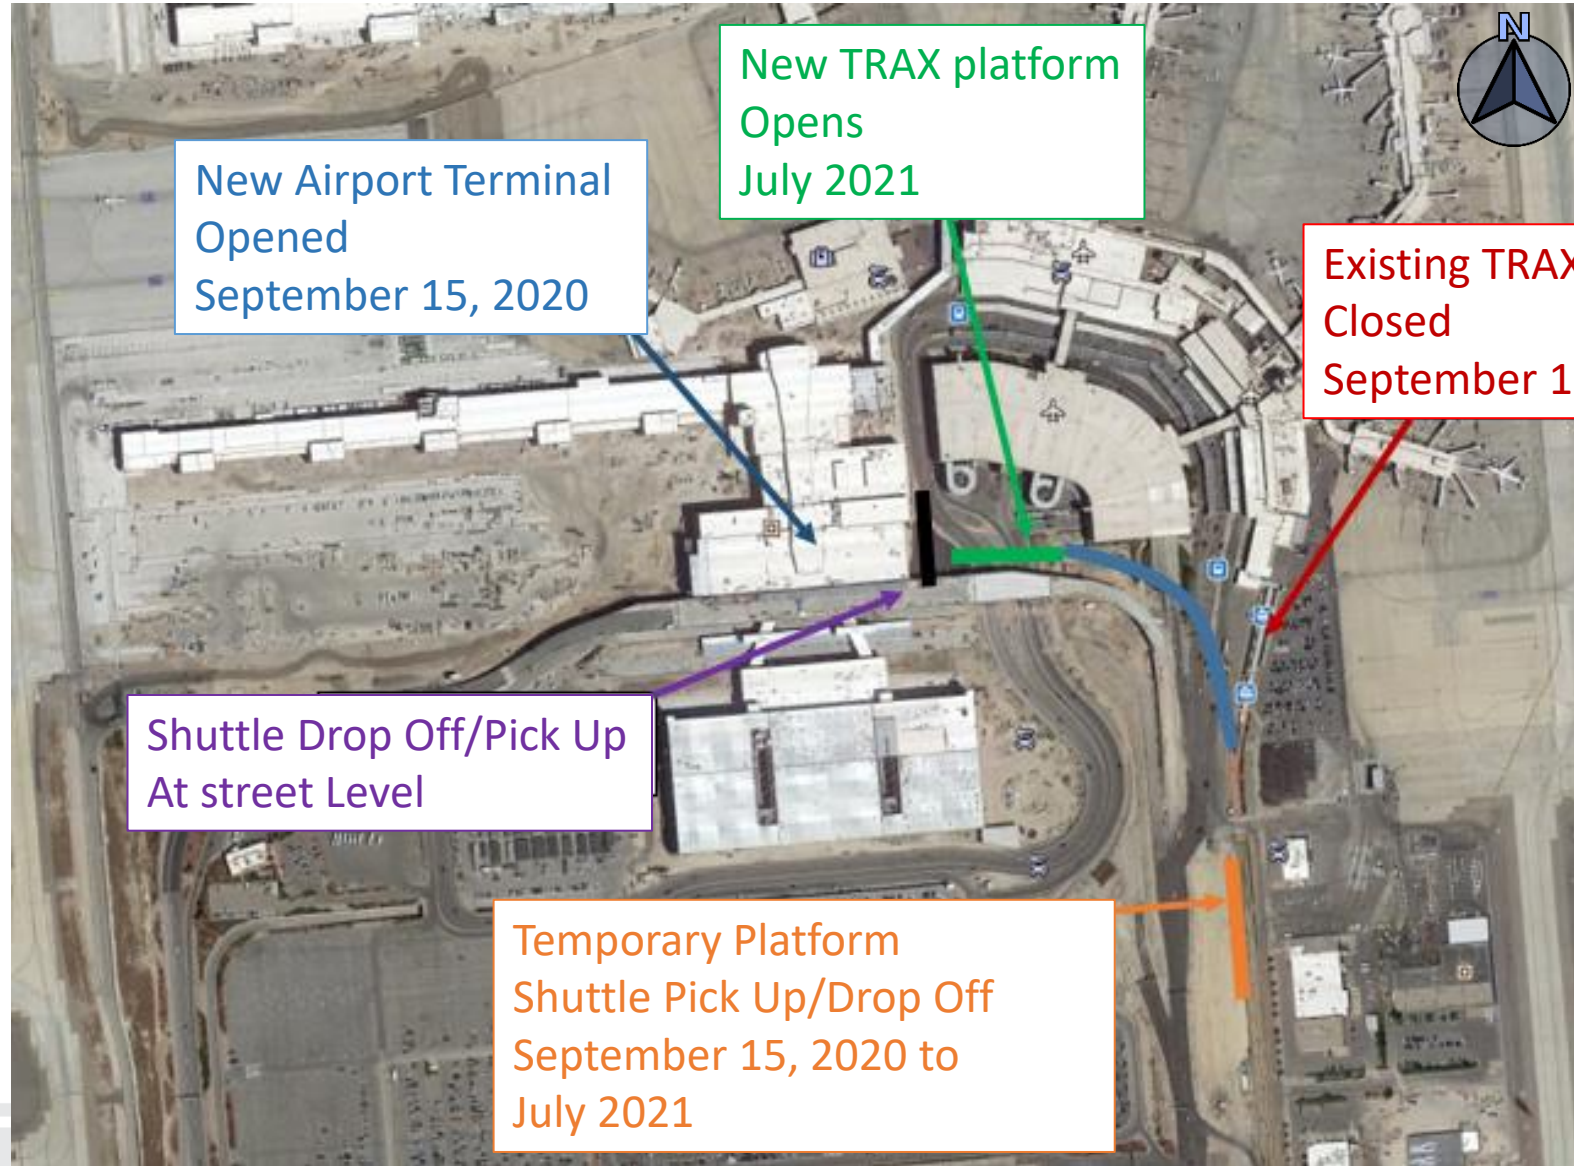 N
New TRAX platform
Opens
July 2021
New Airport Terminal
Opened
September 15, 2020
Existing TRAX
Closed
September 1
Shuttle Drop Off/Pick Up
At street Level
Temporary Platform
Shuttle Pick Up/Drop Off
September 15, 2020 to
July 2021